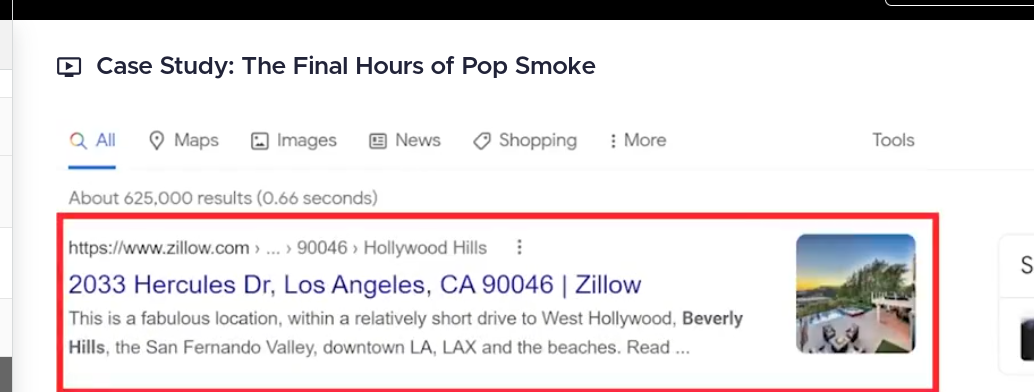 Case Study: The Final Hours of Pop Smoke
All Maps Images News Shopping More Tools
About 625,000 results (0.66 seconds)
https://www.zillow.com › ... › 90046 › Hollywood Hills
2033 Hercules Dr, Los Angeles, CA 90046 | Zillow
This is a fabulous location, within a relatively short drive to West Hollywood, Beverly
Hills, the San Fernando Valley, downtown LA, LAX and the beaches. Read ...
S